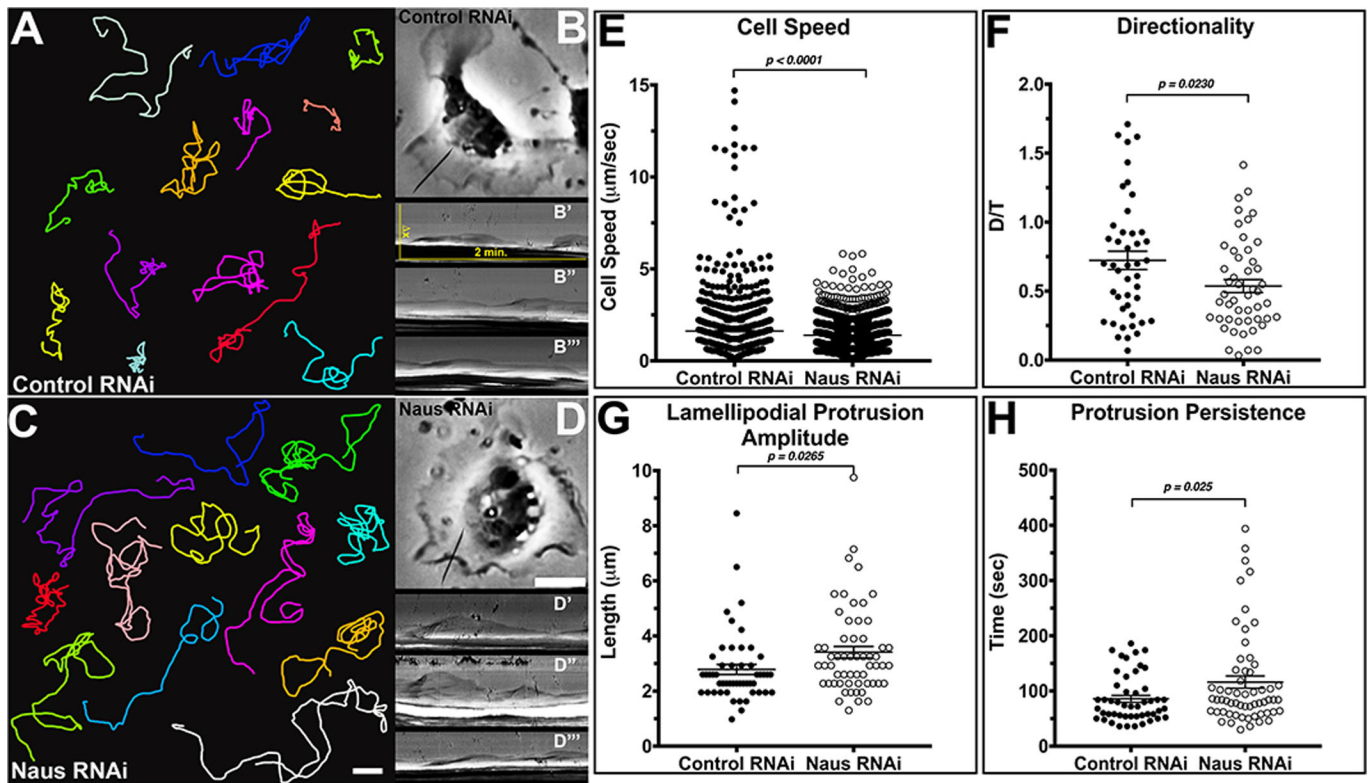 A
Control RNAi
Control RNAi
B
B'
Δx
2 min.
B''
B'''
C
Naus RNAi
Naus RNAi
D
D'
D''
D'''
E
Cell Speed
p < 0.0001
Cell Speed (μm/sec)
15
10
5
0
Control RNAi Naus RNAi
F
Directionality
p = 0.0230
D/T
2.0
1.5
1.0
0.5
0.0
Control RNAi Naus RNAi
G
Lamellipodial Protrusion
Amplitude
p = 0.0265
Length (μm)
10
8
6
4
2
0
Control RNAi Naus RNAi
H
Protrusion Persistence
p = 0.025
Time (sec)
500
400
300
200
100
0
Control RNAi Naus RNAi